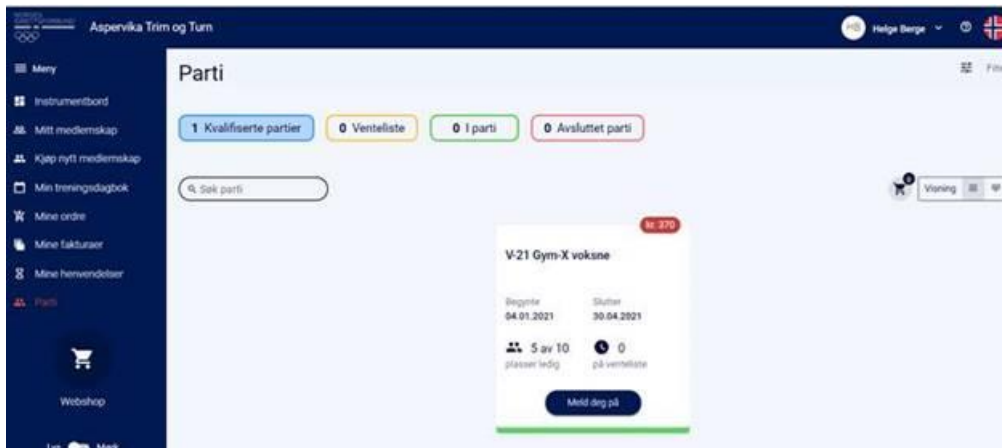 Aspervika Trim og Turn
Helge Berge
Meny
Parti
Instrumentbord
1 Kvalifiserte partier
0 Venteliste
0 I parti
0 Avsluttet parti
Mitt medlemskap
Kjøp nytt medlemskap
Min treningsdagbok
Søk parti
0
Visning
Mine ordre
kr. 370
Mine fakturaer
V-21 Gym-X voksne
Mine henvendelser
Parti
Begynte
Slutter
04.01.2021
30.04.2021
5 av 10
0
plasser ledig
på venteliste
Webshop
Meld deg på
Lys
Mørk